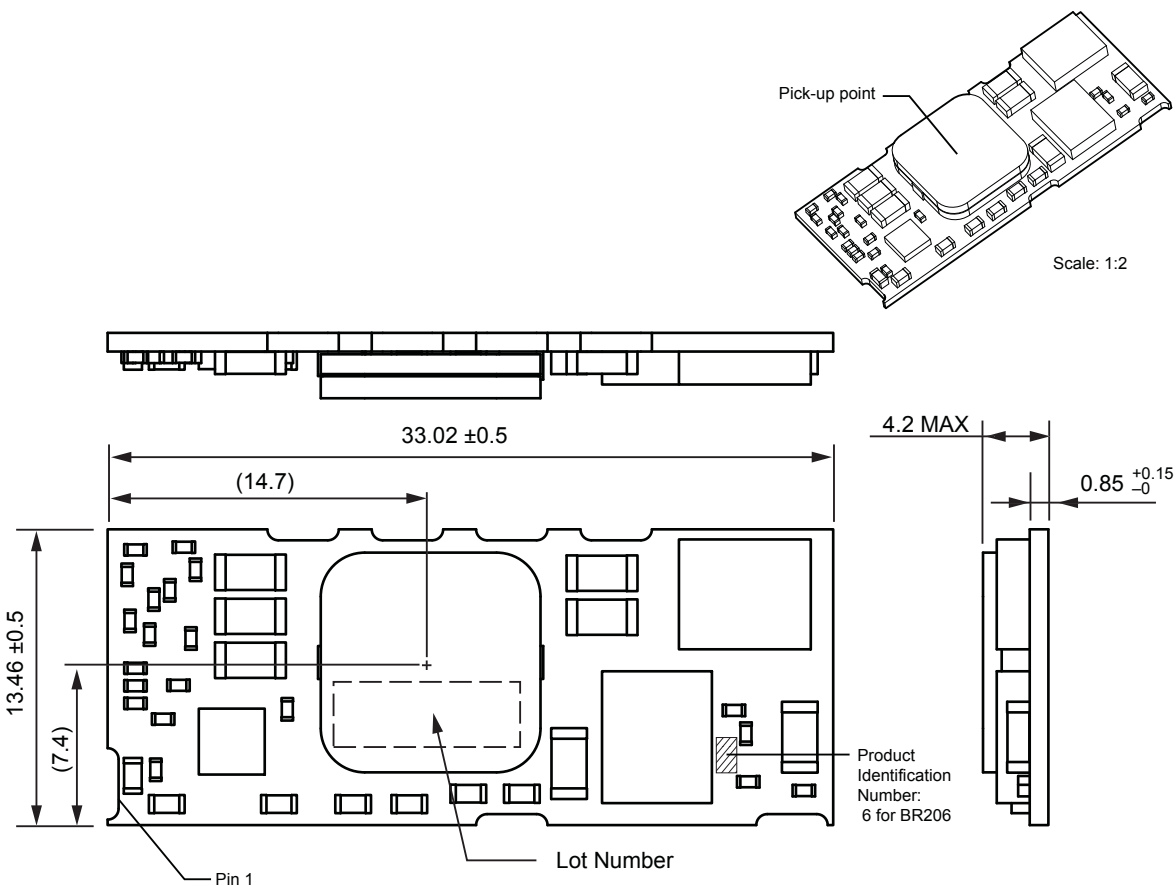 Pick-up point
Scale: 1:2
33.02 ±0.5
(14.7)
4.2 MAX
0.85 +0.15 –0
13.46 ±0.5
(7.4)
Product
Identification
Number:
6 for BR206
Lot Number
Pin 1